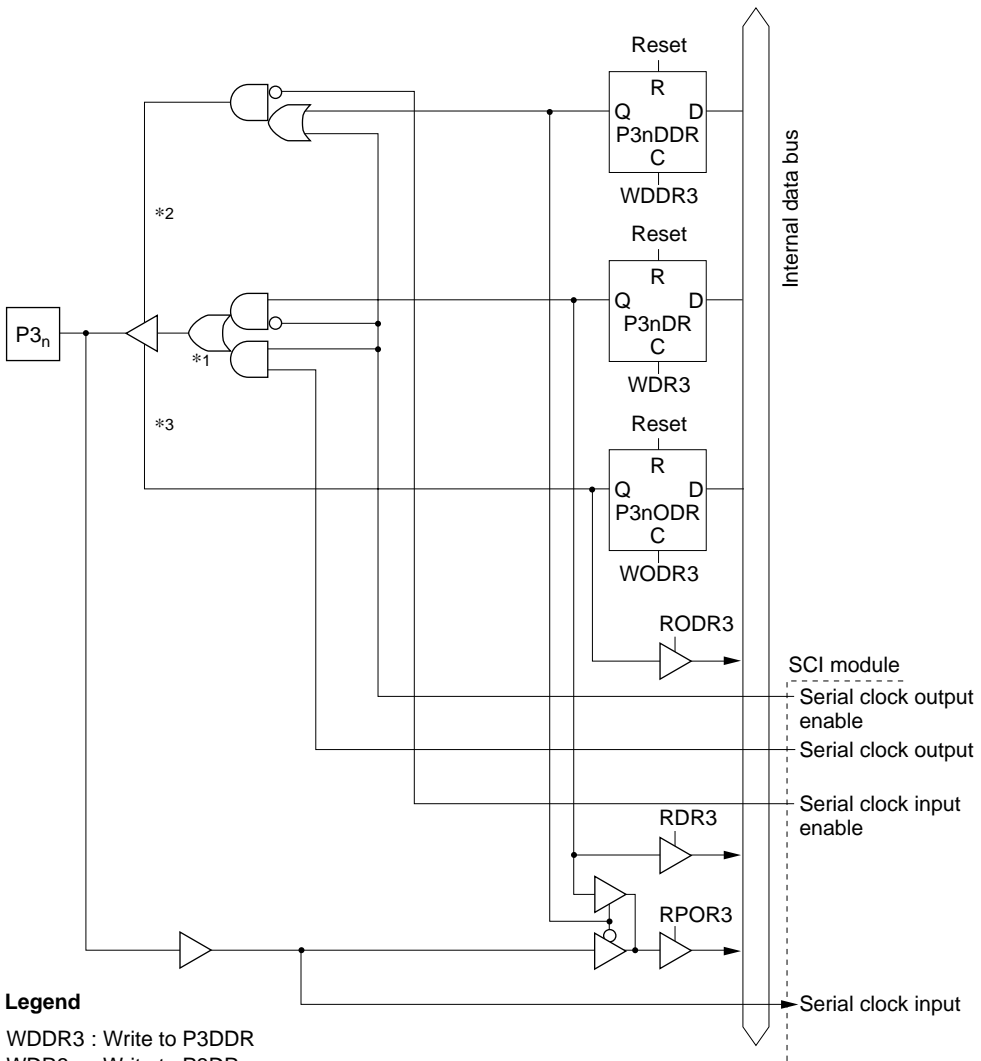 Reset
R
Q D
P3nDDR
C
WDDR3
Internal data bus
*2
Reset
R
Q D
P3nDR
C
WDR3
P3n
*1
*3
Reset
R
Q D
P3nODR
C
WODR3
RODR3
SCI module
Serial clock output
enable
Serial clock output
Serial clock input
enable
RDR3
RPOR3
Serial clock input
Legend
WDDR3 : Write to P3DDR